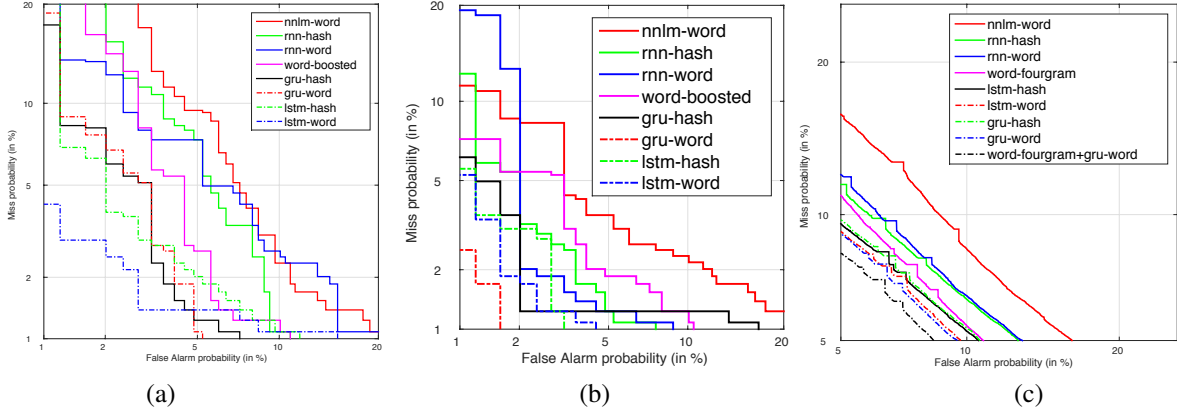 20
10
5
2
1
1
2
5
10
20
Miss probability (in %)
False Alarm probability (in %)
nnlm-word
rnn-hash
rnn-word
word-boosted
gru-hash
gru-word
lstm-hash
lstm-word
(a)
20
10
5
2
1
1
2
5
10
20
Miss probability (in %)
False Alarm probability (in %)
nnlm-word
rnn-hash
rnn-word
word-boosted
gru-hash
gru-word
lstm-hash
lstm-word
(b)
20
10
5
5
10
20
Miss probability (in %)
False Alarm probability (in %)
nnlm-word
rnn-hash
rnn-word
word-fourgram
lstm-hash
lstm-word
gru-hash
gru-word
word-fourgram+gru-word
(c)